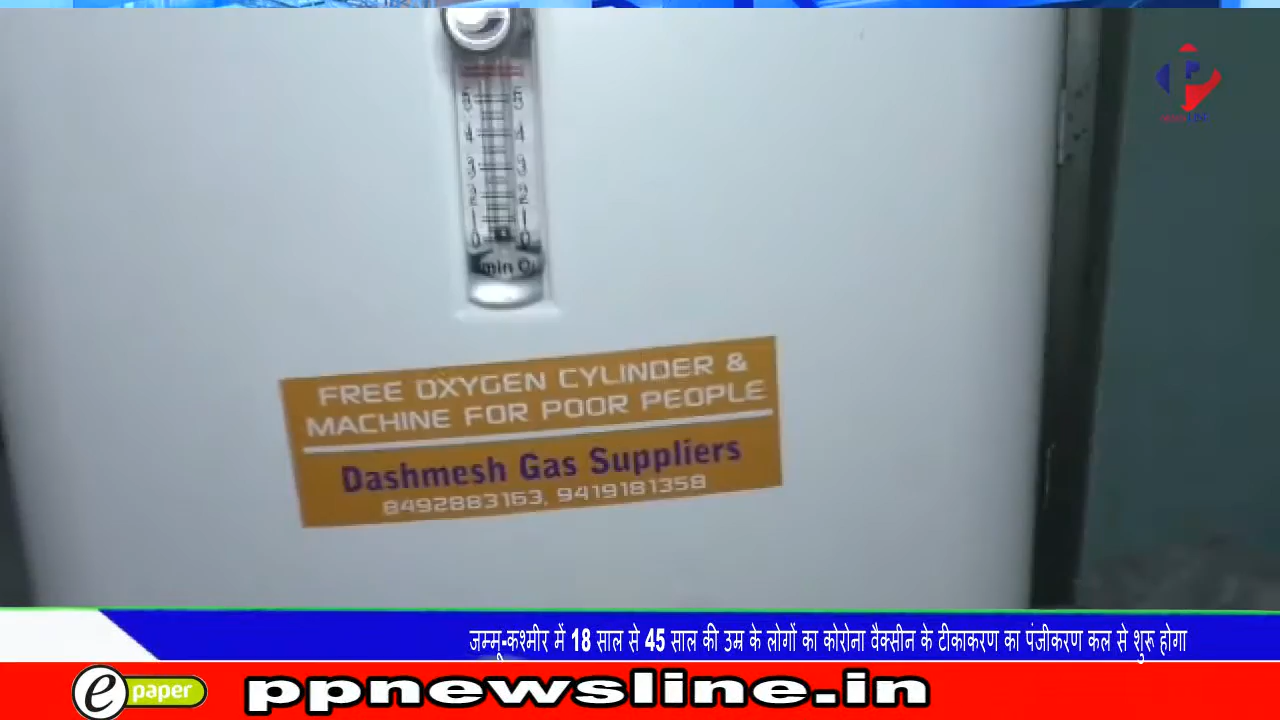 5 5
4 4
3 3
2 2
1 1
0 0
min
FREE OXYGEN CYLINDER &
MACHINE FOR POOR PEOPLE
Dashmesh Gas Suppliers
8492883163, 9419181358
जम्मू-कश्मीर में 18 साल से 45 साल की उम्र के लोगों का कोरोना वैक्सीन के टीकाकरण का पंजीकरण कल से शुरू होगा
e paper
ppnewsline.in